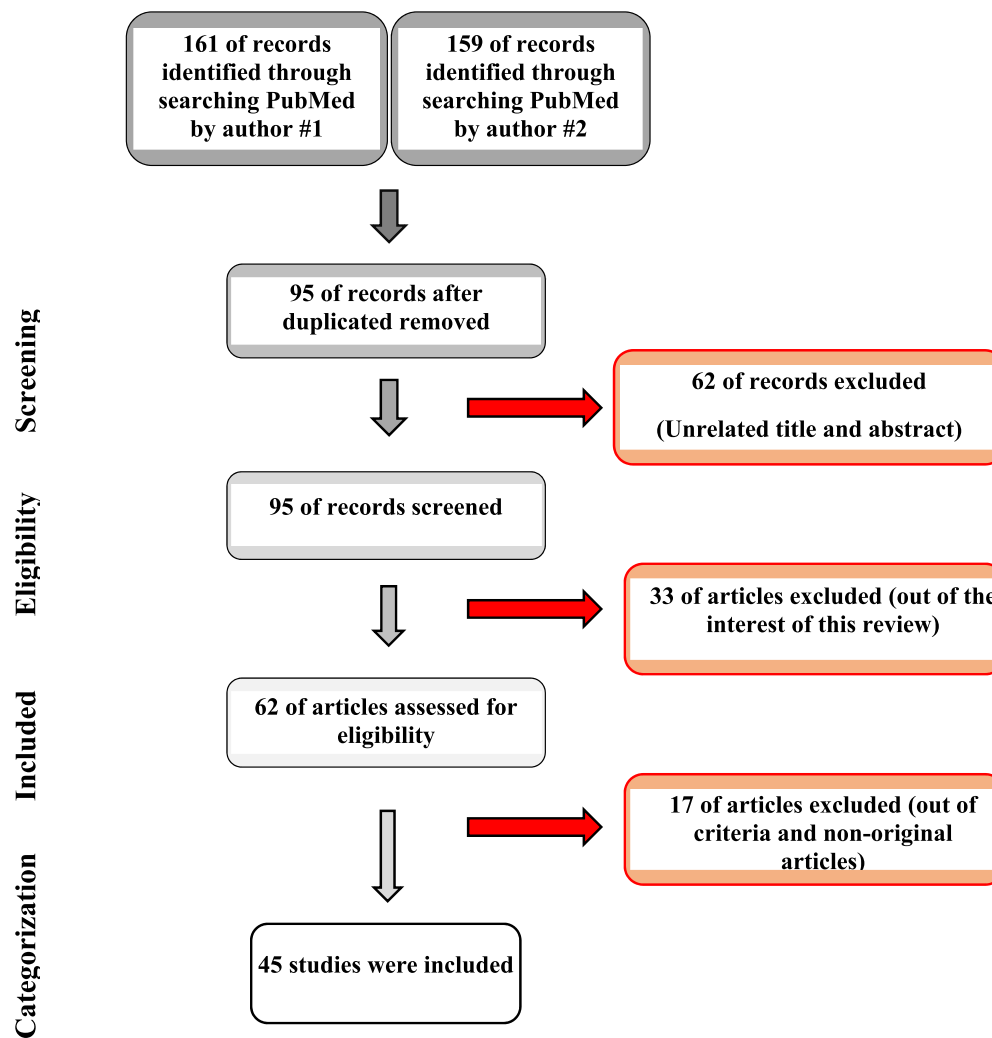 161 of records
identified through
searching PubMed
by author #1
159 of records
identified through
searching PubMed
by author #2
95 of records after
duplicated removed
Screening
62 of records excluded
(Unrelated title and abstract)
95 of records screened
Eligibility
33 of articles excluded (out of the
interest of this review)
62 of articles assessed for
eligibility
Included
17 of articles excluded (out of
criteria and non-original
articles)
Categorization
45 studies were included